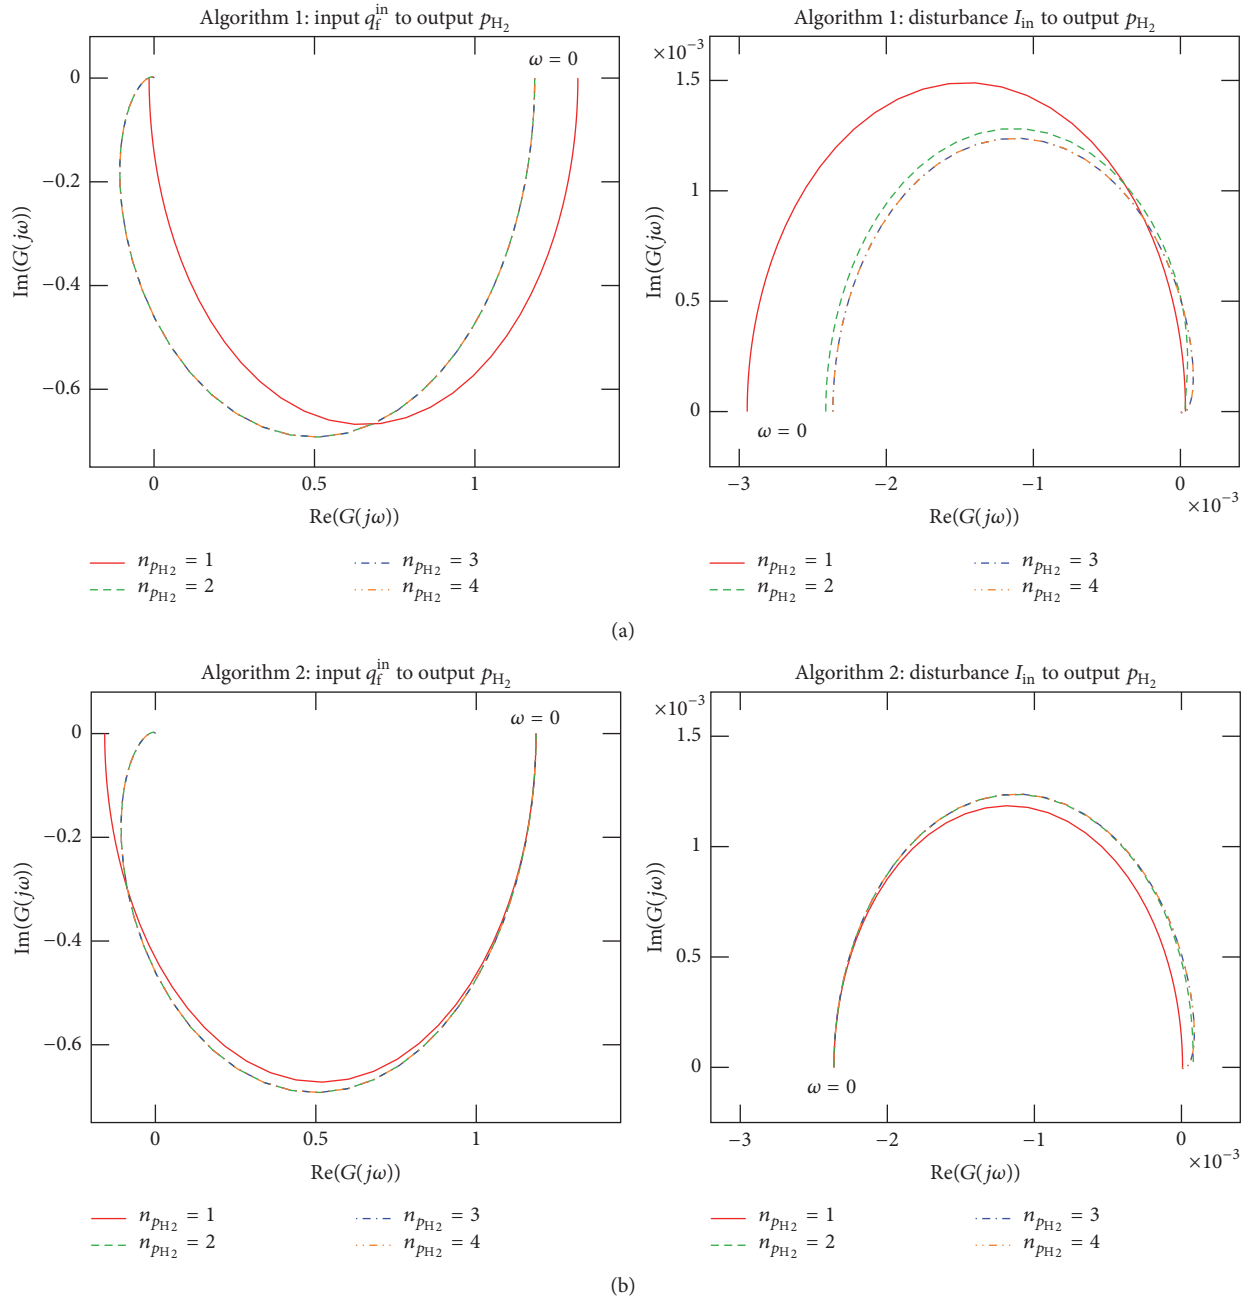 Algorithm 1: input q_f^in to output p_H2
ω = 0
0
−0.2
−0.4
−0.6
Im(G(jω))
0
0.5
1
Re(G(jω))
n_pH2 = 1
n_pH2 = 2
n_pH2 = 3
n_pH2 = 4
Algorithm 1: disturbance I_in to output p_H2
×10⁻³
1.5
1
0.5
0
Im(G(jω))
ω = 0
−3
−2
−1
0
×10⁻³
Re(G(jω))
n_pH2 = 1
n_pH2 = 2
n_pH2 = 3
n_pH2 = 4
(a)
Algorithm 2: input q_f^in to output p_H2
ω = 0
0
−0.2
−0.4
−0.6
Im(G(jω))
0
0.5
1
Re(G(jω))
n_pH2 = 1
n_pH2 = 2
n_pH2 = 3
n_pH2 = 4
Algorithm 2: disturbance I_in to output p_H2
×10⁻³
1.5
1
0.5
0
Im(G(jω))
ω = 0
−3
−2
−1
0
×10⁻³
Re(G(jω))
n_pH2 = 1
n_pH2 = 2
n_pH2 = 3
n_pH2 = 4
(b)